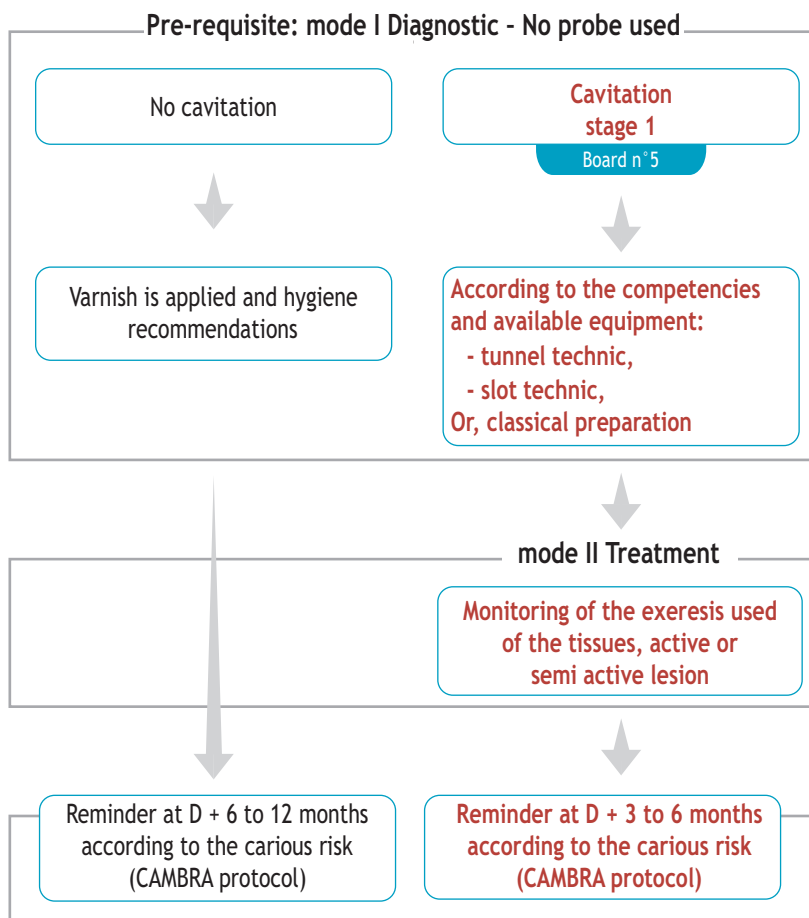 Pre-requisite: mode I Diagnostic - No probe used
No cavitation
Cavitation
stage 1
Board n°5
Varnish is applied and hygiene
recommendations
According to the competencies
and available equipment:
- tunnel technic,
- slot technic,
Or, classical preparation
mode II Treatment
Monitoring of the exeresis used
of the tissues, active or
semi active lesion
Reminder at D + 6 to 12 months
according to the carious risk
(CAMBRA protocol)
Reminder at D + 3 to 6 months
according to the carious risk
(CAMBRA protocol)